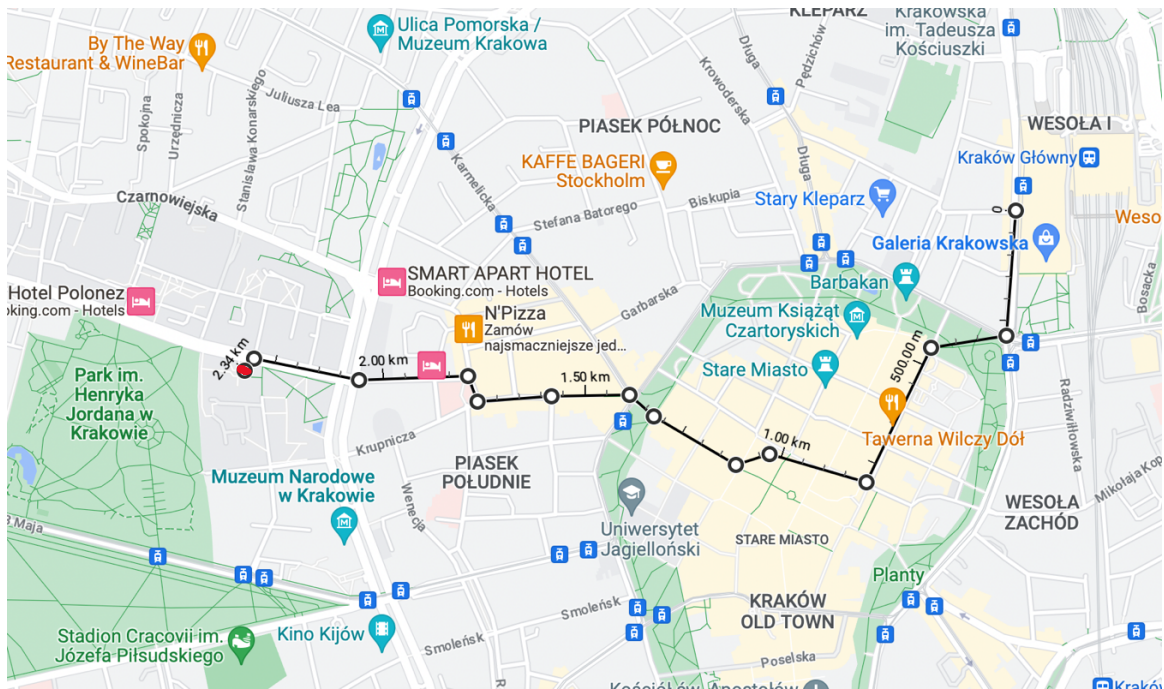 KLEPARZ
Krakowska
im. Tadeusza
Kościuszki
Ulica Pomorska /
Muzeum Krakowa
By The Way
Restaurant & WineBar
Długa
Pędzichów
Krowoderska
Juliusza Lea
Spokojna
Urzędnicza
Stanisława Konarskiego
Karmelicka
PIASEK PÓŁNOC
WESOŁA I
Długa
KAFFE BAGERI
Stockholm
Kraków Główny
Czarnowiejska
Stefana Batorego
Biskupia
Stary Kleparz
0
Weso
Galeria Krakowska
Bosacka
SMART APART HOTEL
Booking.com - Hotels
Hotel Polonez
king.com - Hotels
Garbarska
Barbakan
N'Pizza
Zamów
najsmaczniejsze jed...
Muzeum Książąt
Czartoryskich
2.34 km
2.00 km
500.00 m
Stare Miasto
1.50 km
Park im.
Henryka
Jordana w
Krakowie
Radziwiłłowska
Krupnicza
1.00 km
Tawerna Wilczy Dół
PIASEK
POŁUDNIE
Muzeum Narodowe
w Krakowie
Mikołaja Kop
Wenecja
WESOŁA
ZACHÓD
3 Maja
Uniwersytet
Jagielloński
STARE MIASTO
Planty
KRAKÓW
OLD TOWN
Smoleńsk
Kino Kijów
Stadion Cracovii im.
Józefa Piłsudskiego
Smoleńsk
Poselska
Kościół św. Apostołów
Kraków